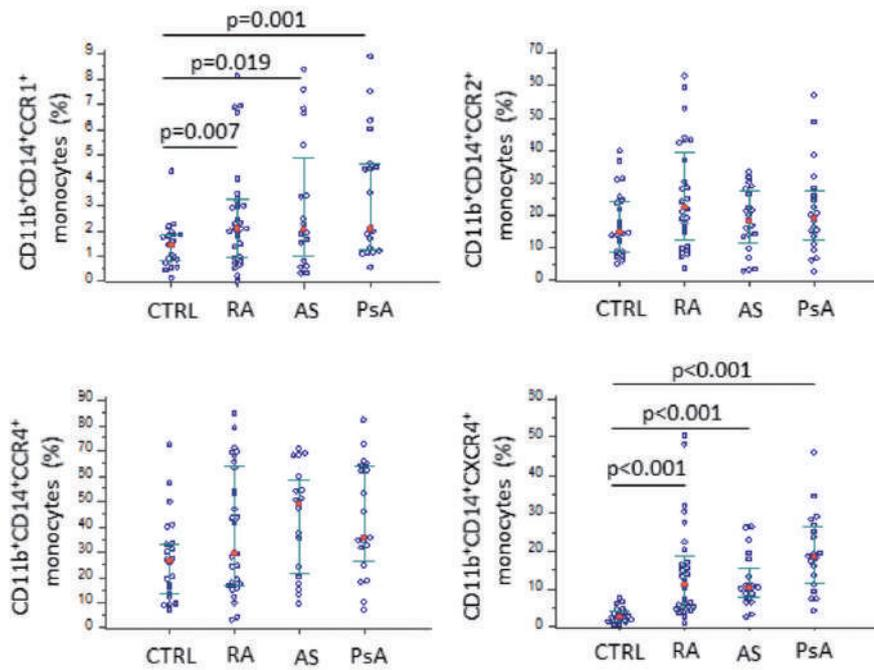 p=0.001
p=0.019
p=0.007
CD11b⁺CD14⁺CCR1⁺
monocytes (%)
9
8
7
6
5
4
3
2
1
0
CTRL RA AS PsA
CD11b⁺CD14⁺CCR2⁺
monocytes (%)
70
60
50
40
30
20
10
0
CTRL RA AS PsA
CD11b⁺CD14⁺CCR4⁺
monocytes (%)
90
80
70
60
50
40
30
20
10
0
CTRL RA AS PsA
p<0.001
p<0.001
p<0.001
CD11b⁺CD14⁺CXCR4⁺
monocytes (%)
60
50
40
30
20
10
0
CTRL RA AS PsA